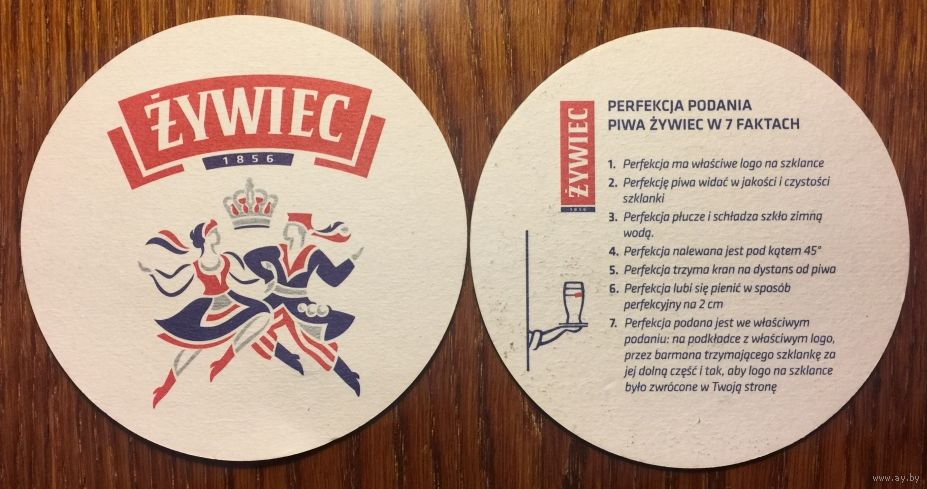 ŻYWIEC
1856
ŻYWIEC
1856
PERFEKCJA PODANIA
PIWA ŻYWIEC W 7 FAKTACH
1. Perfekcja ma właściwe logo na szklance
2. Perfekcję piwa widać w jakości i czystości
szklanki
3. Perfekcja płucze i schładza szkło zimną
wodą.
4. Perfekcja nalewana jest pod kątem 45°
5. Perfekcja trzyma kran na dystans od piwa
6. Perfekcja lubi się pienić w sposób
perfekcyjny na 2 cm
7. Perfekcja podana jest we właściwym
podaniu: na podkładce z właściwym logo,
przez barmana trzymającego szklankę za
jej dolną część i tak, aby logo na szklance
było zwrócone w Twoją stronę
www.ay.by